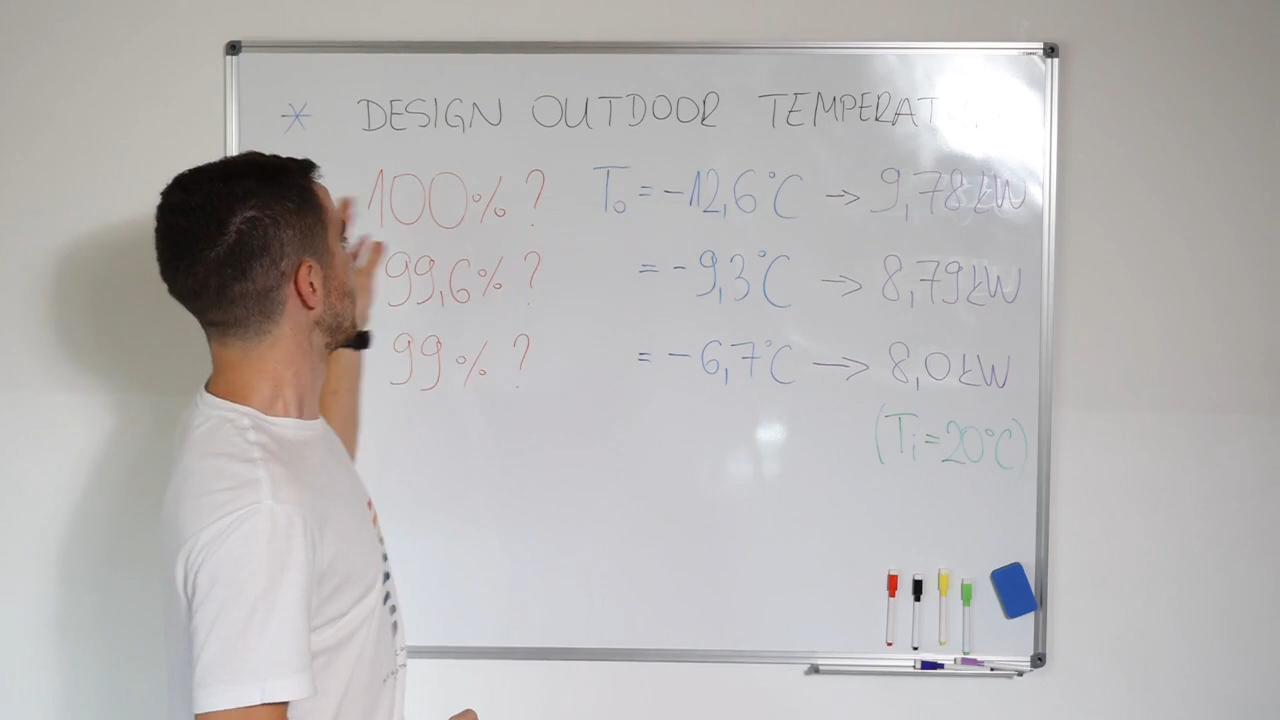 * DESIGN OUTDOOR TEMPERAT
100% ? To = -12,6°C → 9,78 kW
99,6% ? = -9,3°C → 8,79 kW
99% ? = -6,7°C → 8,0 kW
(Ti = 20°C)